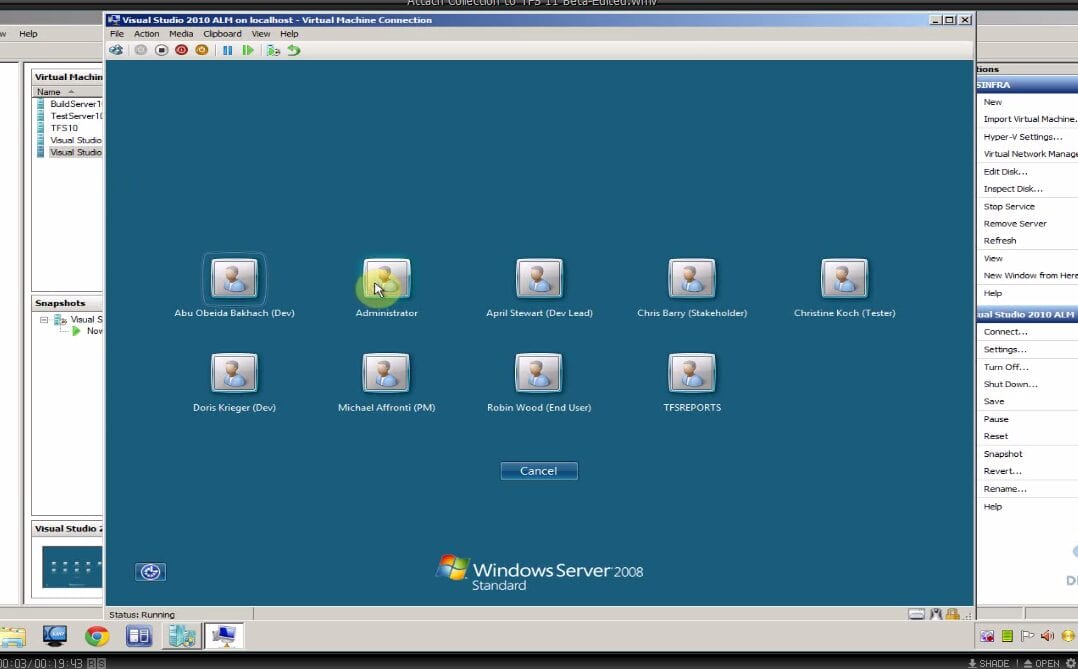 Attach Collection to TFS 11 Beta-Edited.wmv
Visual Studio 2010 ALM on localhost - Virtual Machine Connection
File Action Media Clipboard View Help
Help
Virtual Machin
Name
BuildServer1
TestServer10
TFS10
Visual Studio
Visual Studio
Snapshots
Visual S
Now
Visual Studio 2
Abu Obeida Bakhach (Dev)
Administrator
April Stewart (Dev Lead)
Chris Barry (Stakeholder)
Christine Koch (Tester)
Doris Krieger (Dev)
Michael Affronti (PM)
Robin Wood (End User)
TFSREPORTS
Cancel
Windows Server 2008
Standard
Status: Running
tions
SINFRA
New
Import Virtual Machine.
Hyper-V Settings...
Virtual Network Manage
Edit Disk...
Inspect Disk...
Stop Service
Remove Server
Refresh
View
New Window from Here
Help
ual Studio 2010 ALM
Connect...
Settings...
Turn Off...
Shut Down...
Save
Pause
Reset
Snapshot
Revert...
Rename...
Help
00:03/00:19:43 R S
SHADE ! OPEN